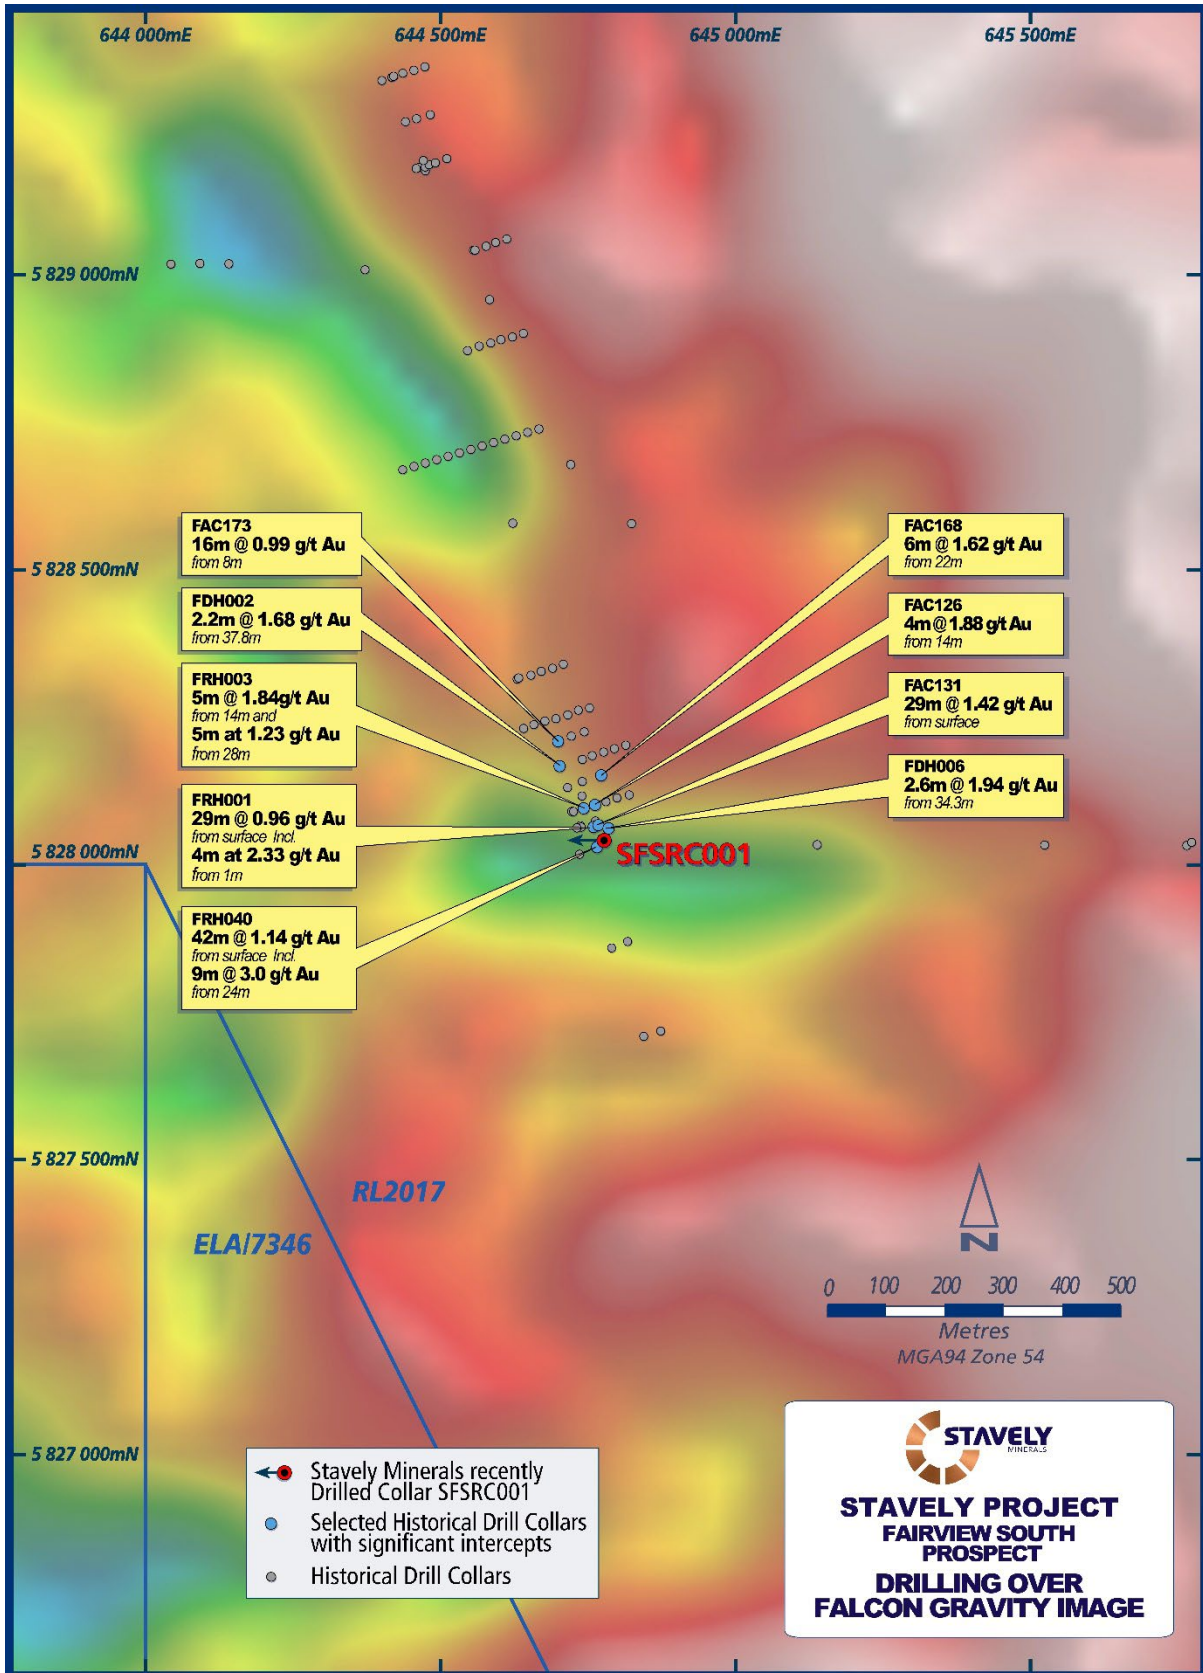 644 000mE
644 500mE
645 000mE
645 500mE
5 829 000mN
FAC173
16m @ 0.99 g/t Au
from 8m
FAC168
6m @ 1.62 g/t Au
from 22m
5 828 500mN
FDH002
2.2m @ 1.68 g/t Au
from 37.8m
FAC126
4m @ 1.88 g/t Au
from 14m
FRH003
5m @ 1.84g/t Au
from 14m and
5m at 1.23 g/t Au
from 28m
FAC131
29m @ 1.42 g/t Au
from surface
FDH006
2.6m @ 1.94 g/t Au
from 34.3m
FRH001
29m @ 0.96 g/t Au
from surface Incl.
4m at 2.33 g/t Au
from 1m
SFSRC001
5 828 000mN
FRH040
42m @ 1.14 g/t Au
from surface Incl.
9m @ 3.0 g/t Au
from 24m
5 827 500mN
RL2017
ELA/7346
N
0 100 200 300 400 500
Metres
MGA94 Zone 54
5 827 000mN
Stavely Minerals recently
Drilled Collar SFSRC001
Selected Historical Drill Collars
with significant intercepts
Historical Drill Collars
STAVELY
MINERALS
STAVELY PROJECT
FAIRVIEW SOUTH
PROSPECT
DRILLING OVER
FALCON GRAVITY IMAGE